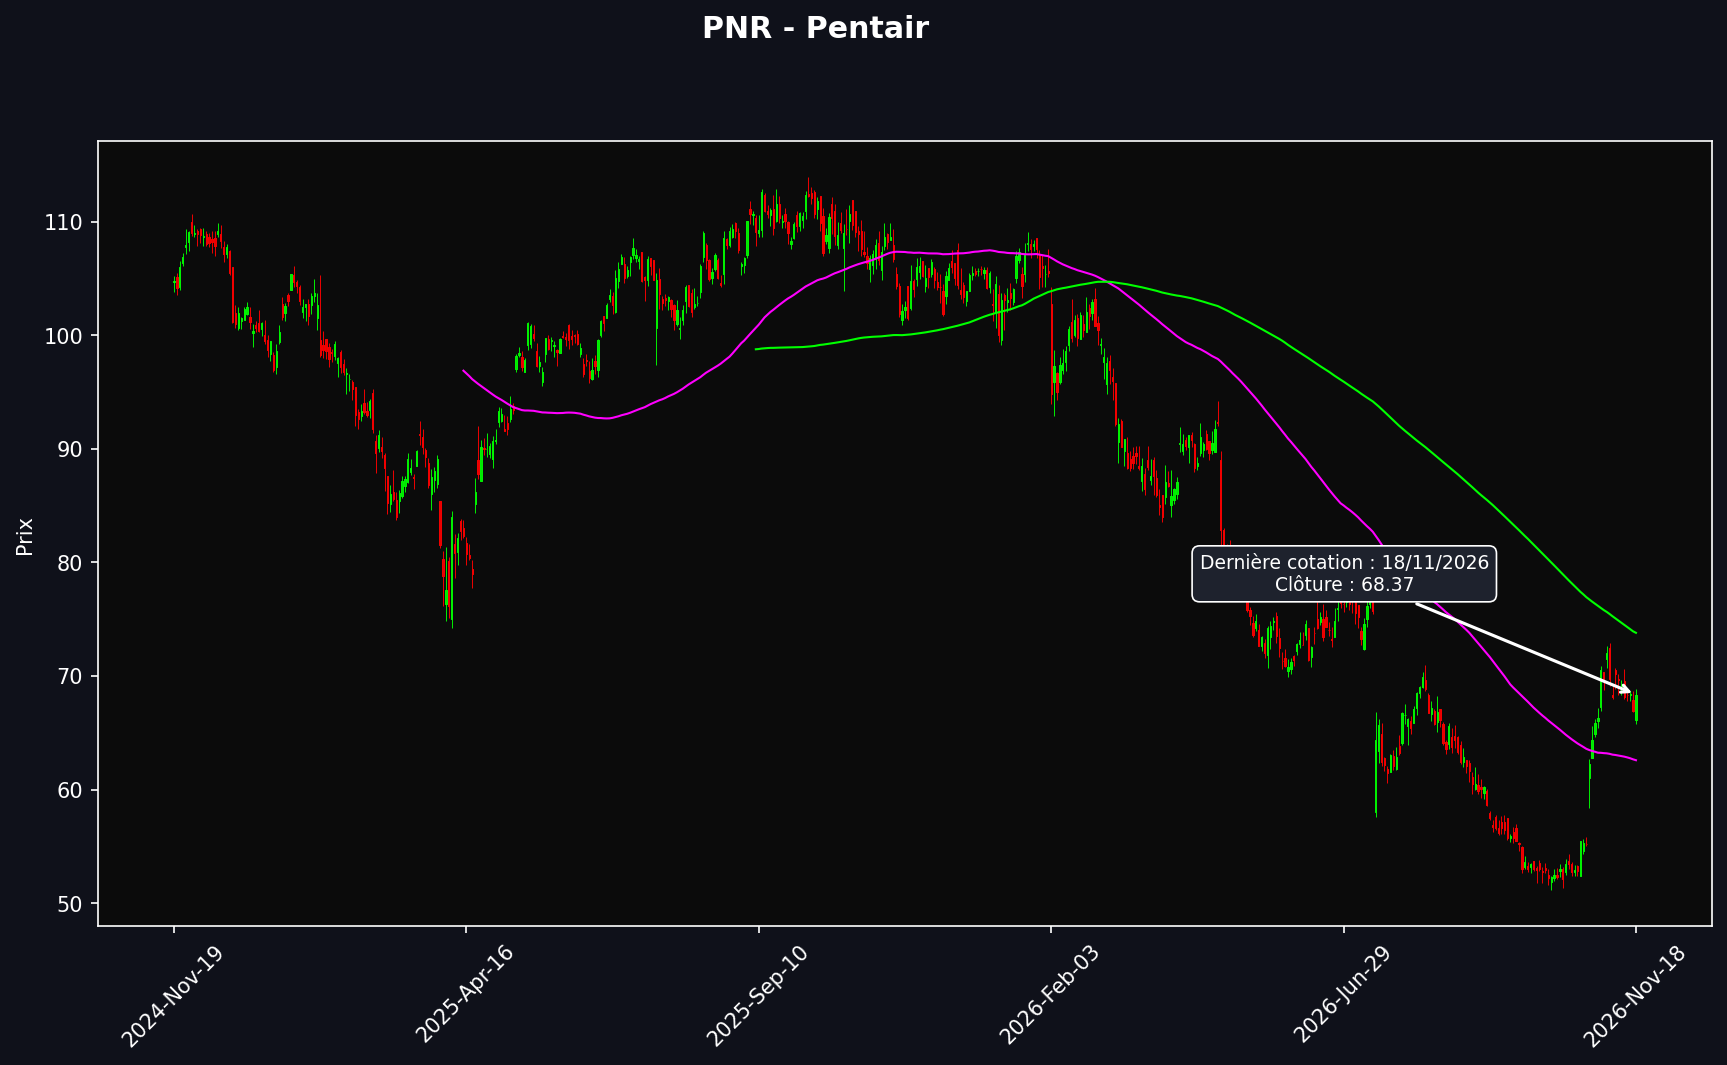 PNR - Pentair
Prix
110
100
90
80
70
60
50
Dernière cotation : 18/11/2026
Clôture : 68.37
2024-Nov-19
2025-Apr-16
2025-Sep-10
2026-Feb-03
2026-Jun-29
2026-Nov-18